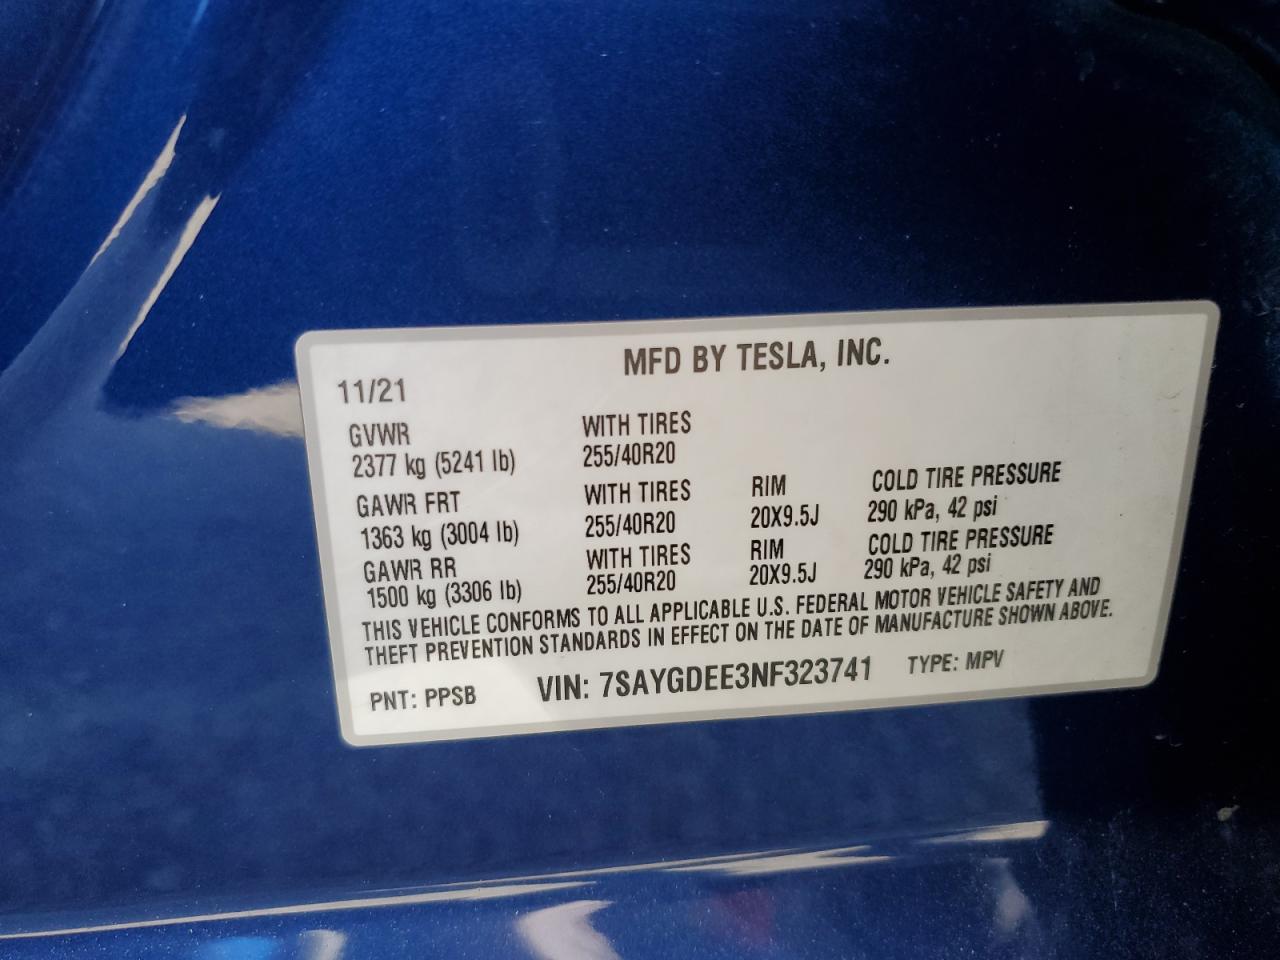 MFD BY TESLA, INC.
11/21
GVWR WITH TIRES
2377 kg (5241 lb) 255/40R20
GAWR FRT WITH TIRES RIM COLD TIRE PRESSURE
1363 kg (3004 lb) 255/40R20 20X9.5J 290 kPa, 42 psi
GAWR RR WITH TIRES RIM COLD TIRE PRESSURE
1500 kg (3306 lb) 255/40R20 20X9.5J 290 kPa, 42 psi
THIS VEHICLE CONFORMS TO ALL APPLICABLE U.S. FEDERAL MOTOR VEHICLE SAFETY AND
THEFT PREVENTION STANDARDS IN EFFECT ON THE DATE OF MANUFACTURE SHOWN ABOVE.
PNT: PPSB VIN: 7SAYGDEE3NF323741 TYPE: MPV